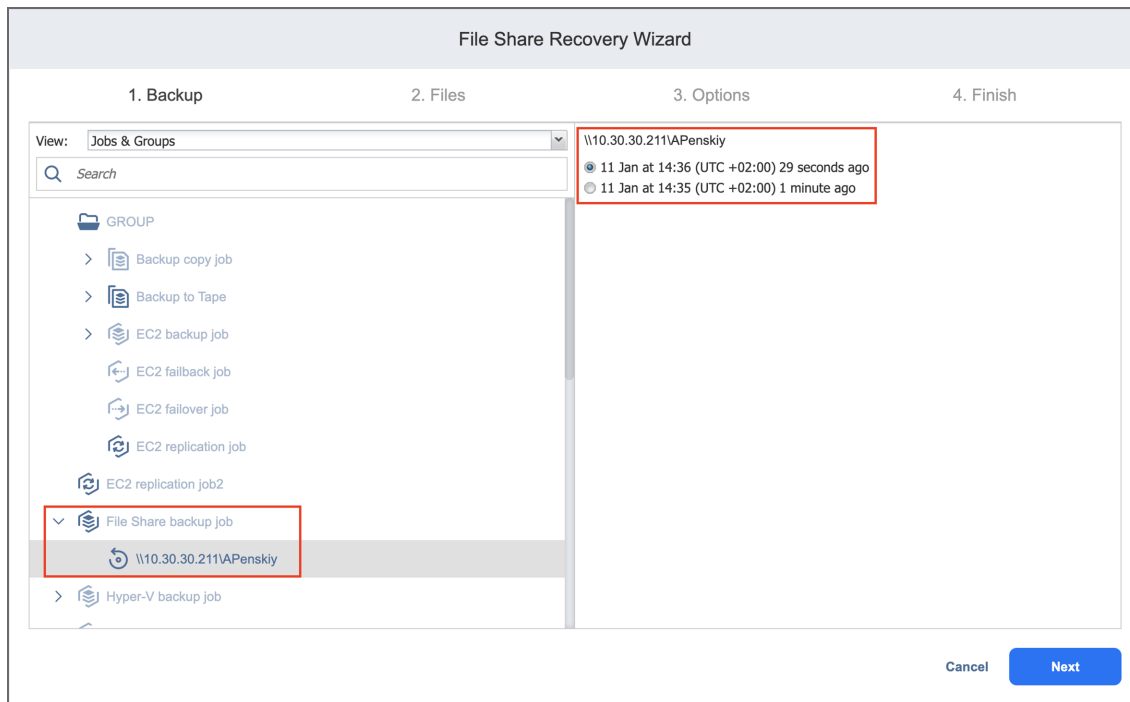 File Share Recovery Wizard
1. Backup
2. Files
3. Options
4. Finish
View:
Jobs & Groups
Search
GROUP
Backup copy job
Backup to Tape
EC2 backup job
EC2 failback job
EC2 failover job
EC2 replication job
EC2 replication job2
File Share backup job
\\10.30.30.211\APenskiy
Hyper-V backup job
\\10.30.30.211\APenskiy
11 Jan at 14:36 (UTC +02:00) 29 seconds ago
11 Jan at 14:35 (UTC +02:00) 1 minute ago
Cancel
Next